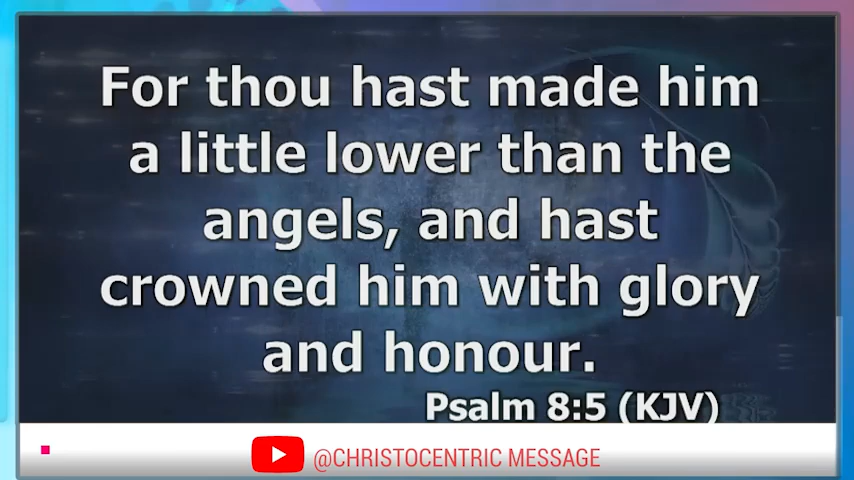 For thou hast made him
a little lower than the
angels, and hast
crowned him with glory
and honour.
Psalm 8:5 (KJV)
@CHRISTOCENTRIC MESSAGE